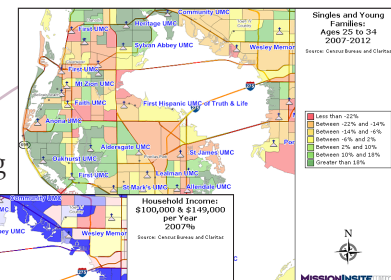 Community UMC
Heritage UMC
First UMC
Sylvan Abbey UMC
Wesley Memor
First UMC
Mt Zion UMC
Faith UMC
First Hispanic UMC of Truth & Life
Anona UMC
Aldersgate UMC
St James UMC
Oakhurst UMC
Lealman UMC
First UMC
St Mark's UMC
Allendale UMC
Singles and Young
Families:
Ages 25 to 34
2007-2012
Source: Census Bureau and Claritas
Less than -22%
Between -22% and -14%
Between -14% and -6%
Between -6% and 2%
Between 2% and 10%
Between 10% and 18%
Greater than 18%
g
Community UMC
Wesley Memor
Household Income:
$100,000 & $149,000
per Year
2007%
Source: Census Bureau and Claritas
N
MISSIONINSITE